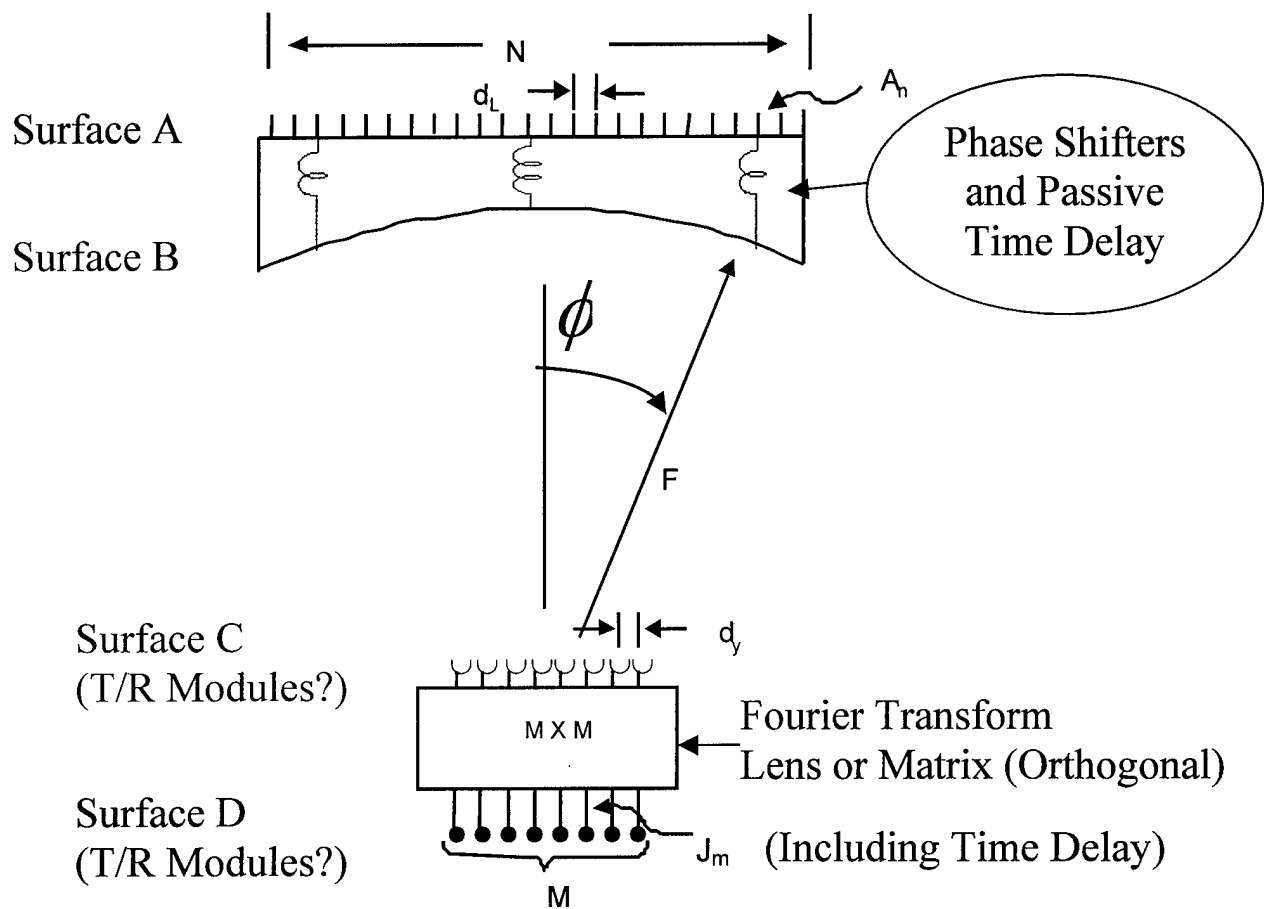 N
d_L
A_n
Surface A
Phase Shifters
and Passive
Time Delay
Surface B
ϕ
F
Surface C
(T/R Modules?)
d_y
M X M
Fourier Transform
Lens or Matrix (Orthogonal)
Surface D
(T/R Modules?)
J_m (Including Time Delay)
M